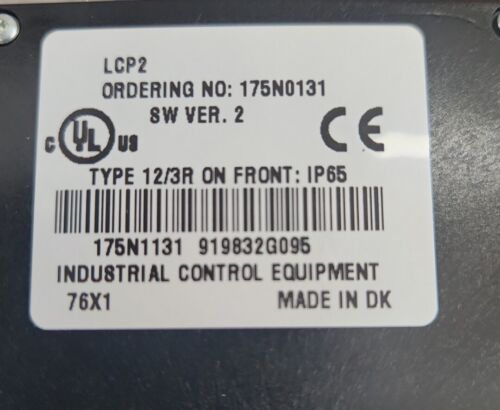 LCP2
ORDERING NO: 175N0131
SW VER. 2
C UL US CE
TYPE 12/3R ON FRONT: IP65
175N1131 919832G095
INDUSTRIAL CONTROL EQUIPMENT
76X1 MADE IN DK